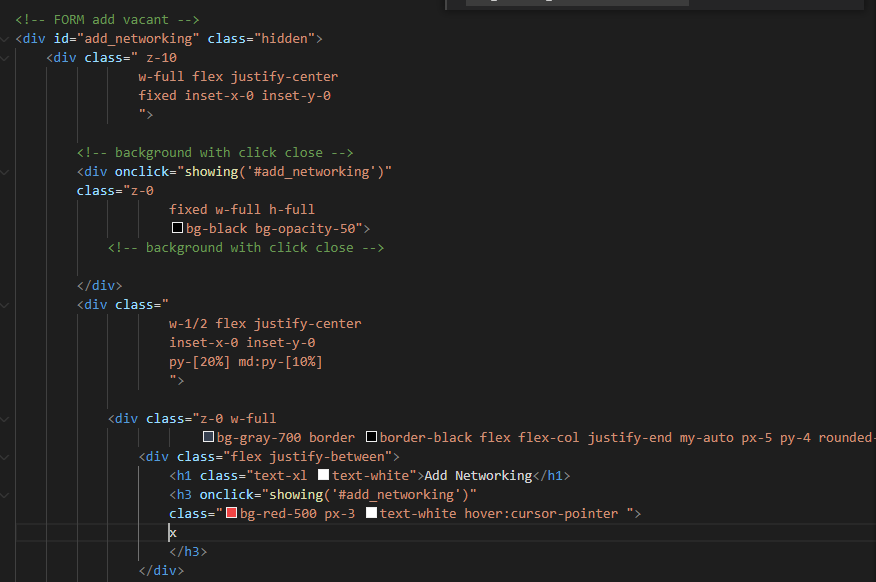 <!-- FORM add vacant -->
<div id="add_networking" class="hidden">
<div class=" z-10
w-full flex justify-center
fixed inset-x-0 inset-y-0
">
<!-- background with click close -->
<div onclick="showing('#add_networking')"
class="z-0
fixed w-full h-full
bg-black bg-opacity-50">
<!-- background with click close -->
</div>
<div class="
w-1/2 flex justify-center
inset-x-0 inset-y-0
py-[20%] md:py-[10%]
">
<div class="z-0 w-full
bg-gray-700 border border-black flex flex-col justify-end my-auto px-5 py-4 rounded-
<div class="flex justify-between">
<h1 class="text-xl text-white">Add Networking</h1>
<h3 onclick="showing('#add_networking')"
class="bg-red-500 px-3 text-white hover:cursor-pointer ">
x
</h3>
</div>